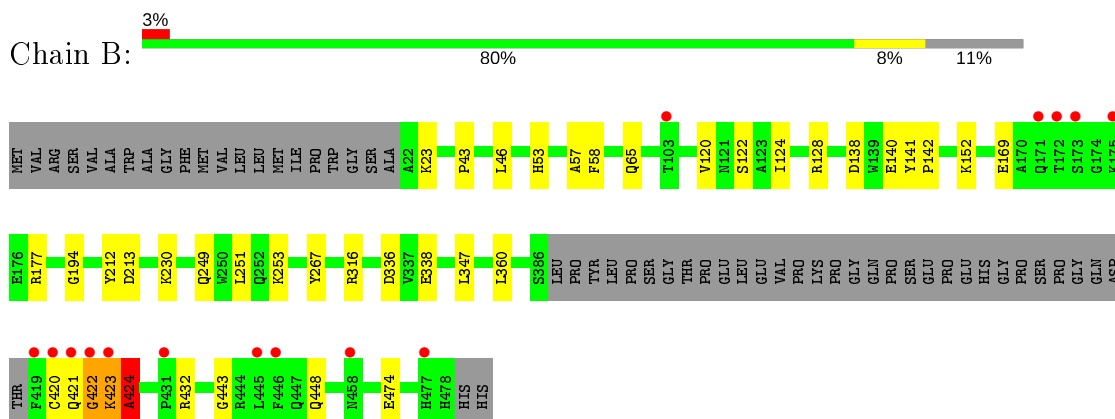 3%
Chain B:
80% 8% 11%
MET VAL ARG SER VAL ALA TRP ALA GLY PHE MET VAL LEU LEU MET ILE PRO TRP GLY SER ALA A22 K23 P43 L46 H53 A57 F58 Q65 T103 V120 N121 S122 A123 I124 R128 D138 W139 E140 Y141 P142 K152 E169 A170 Q171 T172 S173 G174 K175
E176 R177 G194 Y212 D213 K230 Q249 W250 L251 Q252 K253 Y267 R316 D336 V337 E338 L347 L360 S386 LEU PRO TYR LEU PRO SER GLY THR PRO GLU LEU GLU VAL PRO LYS PRO GLY GLN PRO SER GLU PRO GLU HIS GLY PRO SER PRO GLY GLN ASP
THR F419 C420 Q421 G422 K423 A424 P431 R432 G443 R444 L445 F446 Q447 Q448 N458 E474 H477 H478 HIS HIS